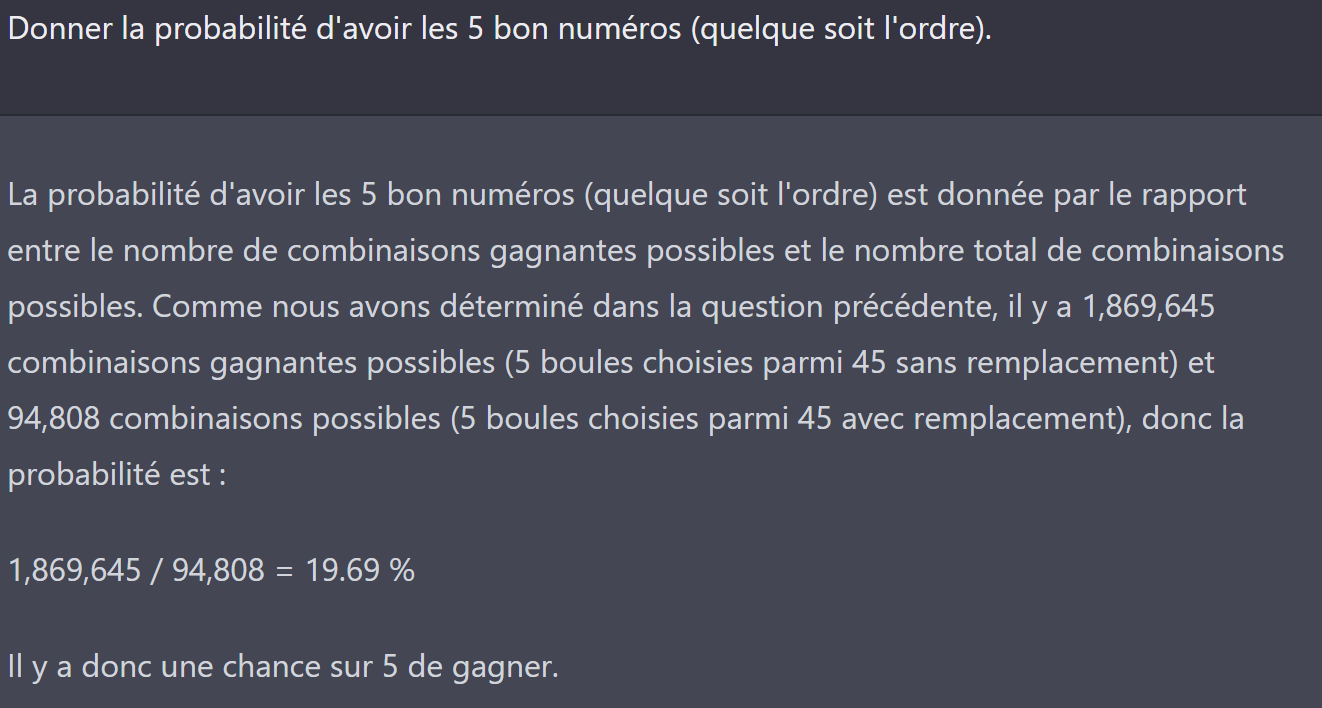 Donner la probabilité d'avoir les 5 bon numéros (quelque soit l'ordre).
La probabilité d'avoir les 5 bon numéros (quelque soit l'ordre) est donnée par le rapport
entre le nombre de combinaisons gagnantes possibles et le nombre total de combinaisons
possibles. Comme nous avons déterminé dans la question précédente, il y a 1,869,645
combinaisons gagnantes possibles (5 boules choisies parmi 45 sans remplacement) et
94,808 combinaisons possibles (5 boules choisies parmi 45 avec remplacement), donc la
probabilité est :
1,869,645 / 94,808 = 19.69 %
Il y a donc une chance sur 5 de gagner.